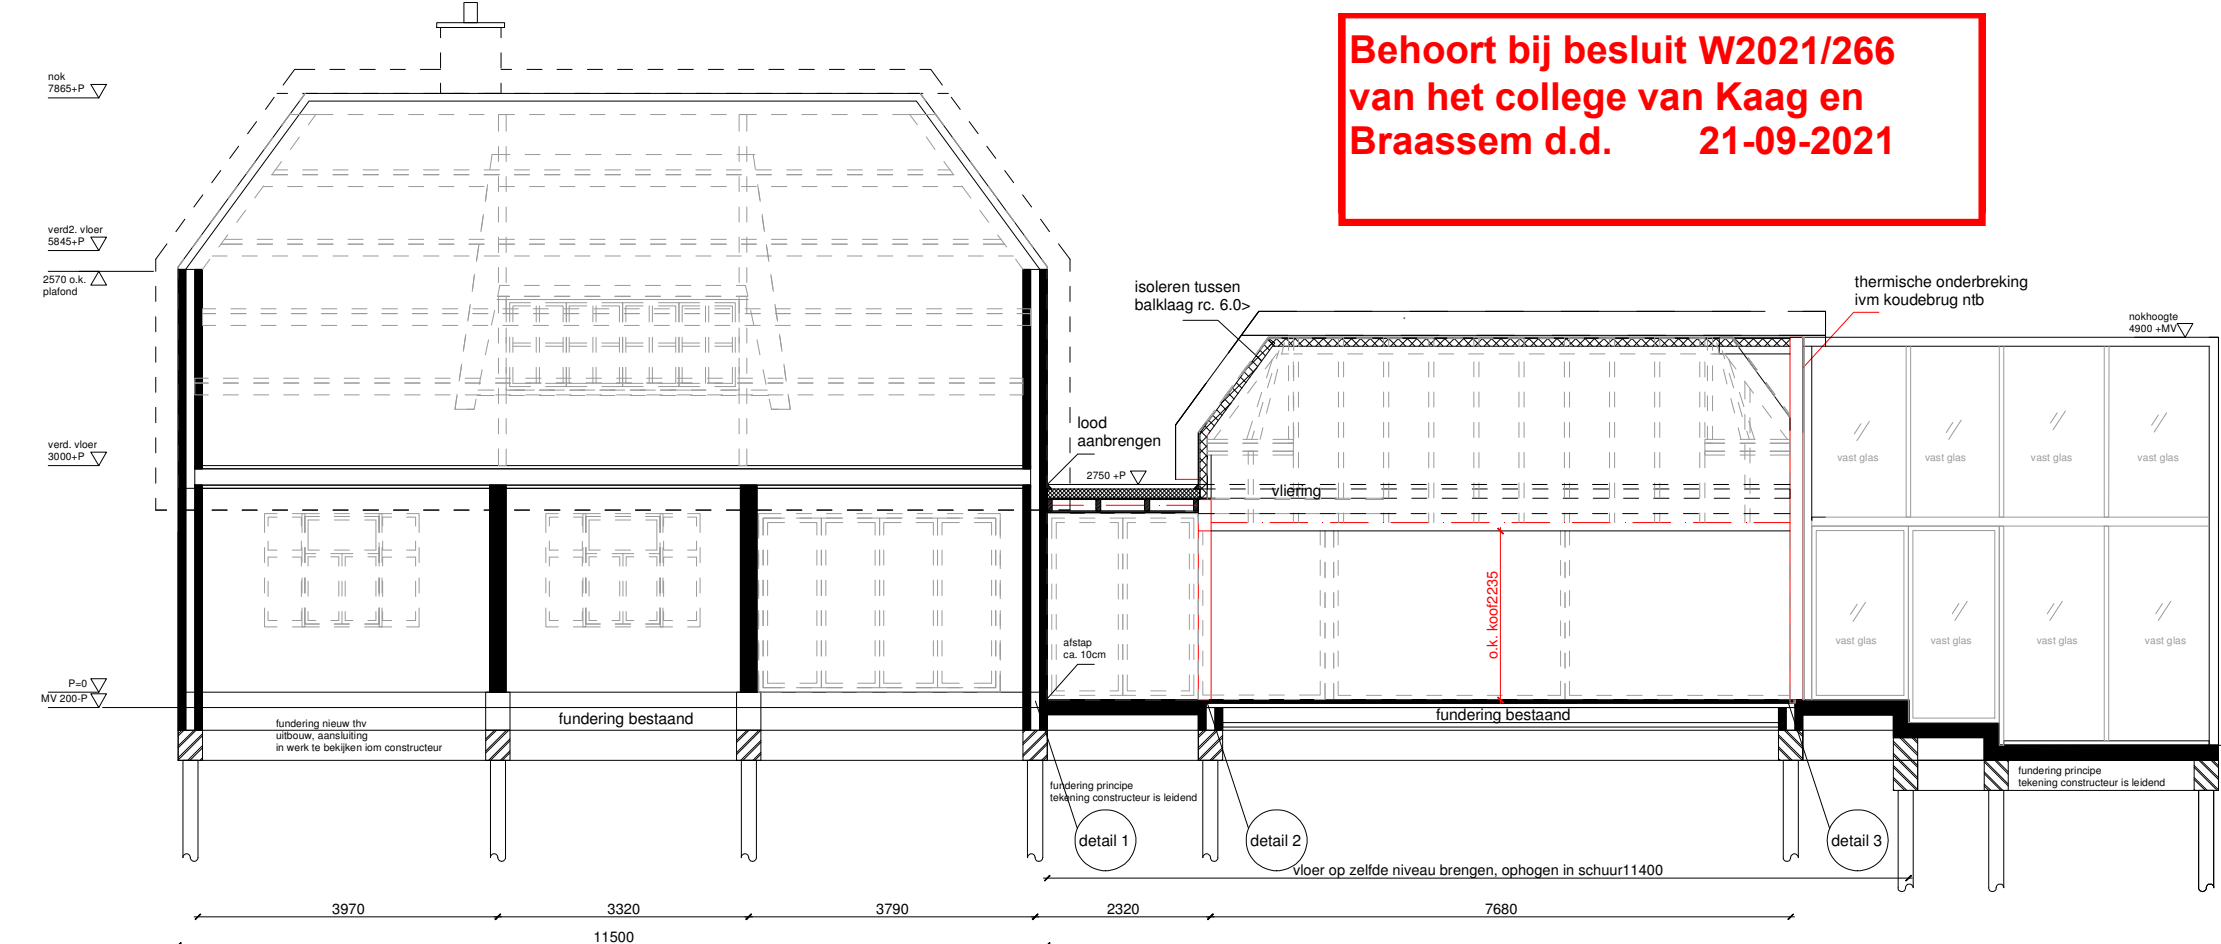 Behoort bij besluit W2021/266
van het college van Kaag en
Braassem d.d. 21-09-2021
nok
7865+P
verd2. vloer
5845+P
2570 o.k.
plafond
verd. vloer
3000+P
P=0
MV 200-P
isoleren tussen
balklaag rc. 6.0>
thermische onderbreking
ivm koudebrug ntb
nokhoogte
4900 +MV
lood
aanbrengen
2750 +P
vliering
vast glas
vast glas
vast glas
vast glas
o.k. koof2235
vast glas
vast glas
vast glas
vast glas
afstap
ca. 10cm
fundering nieuw thv
uitbouw, aansluiting
in werk te bekijken iom constructeur
fundering bestaand
fundering bestaand
fundering principe
tekening constructeur is leidend
fundering principe
tekening constructeur is leidend
detail 1
detail 2
detail 3
vloer op zelfde niveau brengen, ophogen in schuur11400
3970
3320
3790
2320
7680
11500